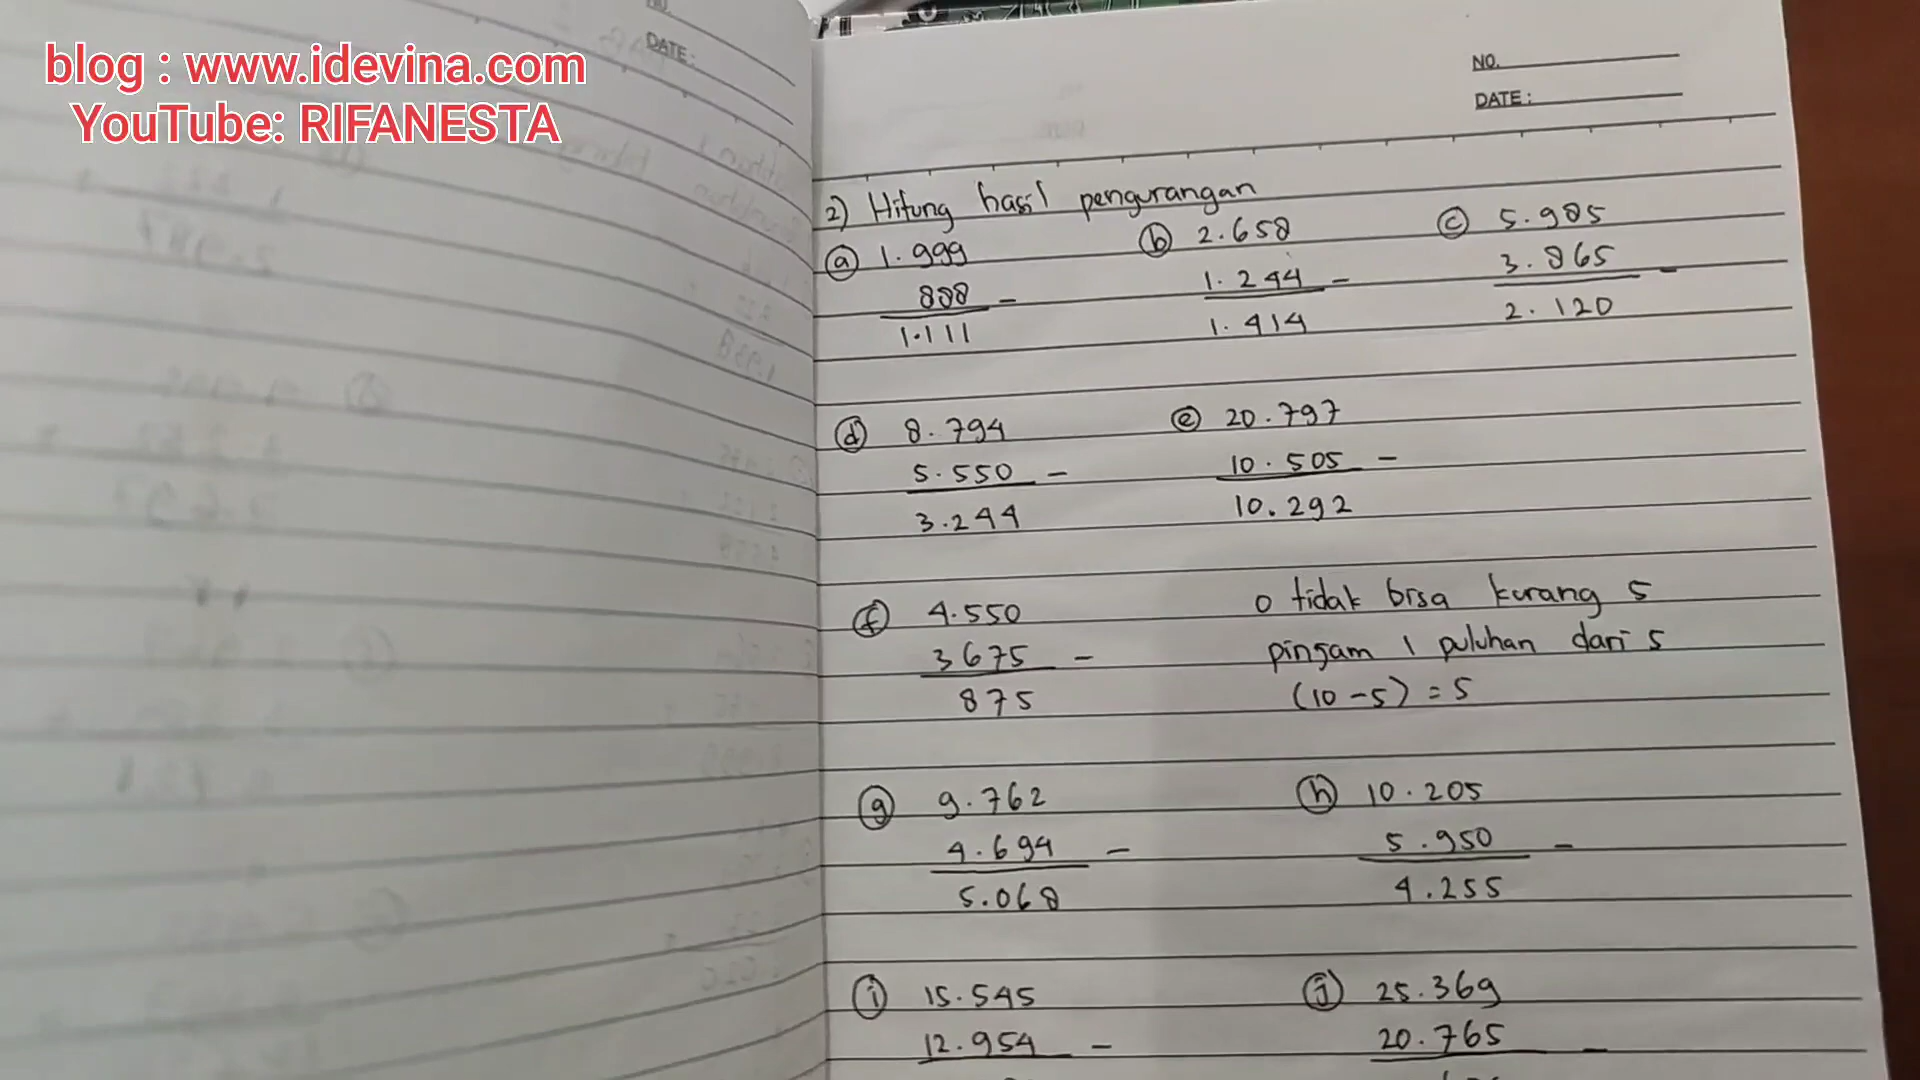 blog : www.idevina.com
YouTube: RIFANESTA
DATE:
NO.
DATE:
2) Hitung hasil pengurangan
a 1.999 b 2.658 c 5.985
888 - 1.244 - 3.865 -
1.111 1.414 2.120
d 8.794 e 20.797
5.550 - 10.505 -
3.244 10.292
f 4.550 0 tidak bisa kurang 5
3675 - pinjam 1 puluhan dari 5
875 (10-5) = 5
g 9.762 h 10.205
4.694 - 5.950 -
5.068 4.255
i 15.545 j 25.369
12.954 - 20.765 -